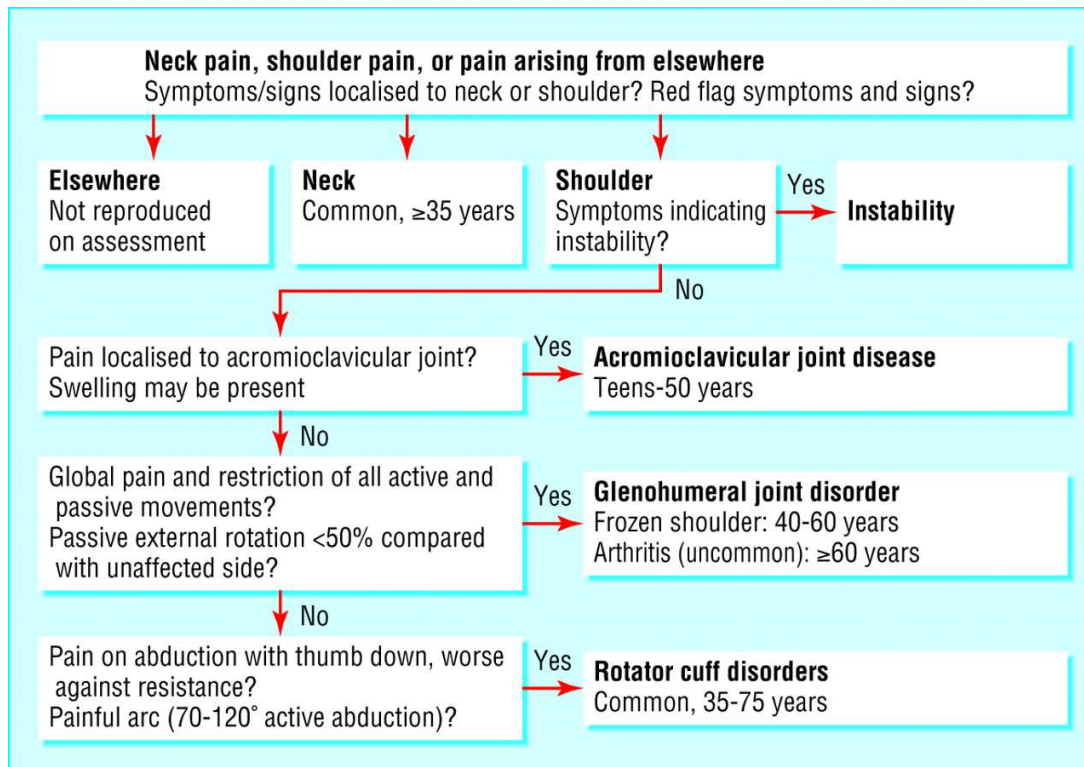 Neck pain, shoulder pain, or pain arising from elsewhere
Symptoms/signs localised to neck or shoulder? Red flag symptoms and signs?
Elsewhere
Not reproduced
on assessment
Neck
Common, ≥35 years
Shoulder
Symptoms indicating
instability?
Yes
Instability
No
Pain localised to acromioclavicular joint?
Swelling may be present
Yes
Acromioclavicular joint disease
Teens-50 years
No
Global pain and restriction of all active and
passive movements?
Passive external rotation <50% compared
with unaffected side?
Yes
Glenohumeral joint disorder
Frozen shoulder: 40-60 years
Arthritis (uncommon): ≥60 years
No
Pain on abduction with thumb down, worse
against resistance?
Painful arc (70-120° active abduction)?
Yes
Rotator cuff disorders
Common, 35-75 years